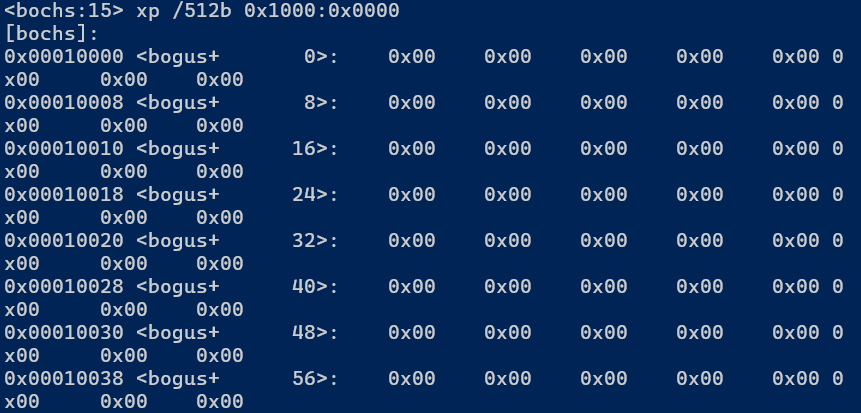 <bochs:15> xp /512b 0x1000:0x0000
[bochs]:
0x00010000 <bogus+       0>:    0x00    0x00    0x00    0x00    0x00 0
x00     0x00    0x00
0x00010008 <bogus+       8>:    0x00    0x00    0x00    0x00    0x00 0
x00     0x00    0x00
0x00010010 <bogus+      16>:    0x00    0x00    0x00    0x00    0x00 0
x00     0x00    0x00
0x00010018 <bogus+      24>:    0x00    0x00    0x00    0x00    0x00 0
x00     0x00    0x00
0x00010020 <bogus+      32>:    0x00    0x00    0x00    0x00    0x00 0
x00     0x00    0x00
0x00010028 <bogus+      40>:    0x00    0x00    0x00    0x00    0x00 0
x00     0x00    0x00
0x00010030 <bogus+      48>:    0x00    0x00    0x00    0x00    0x00 0
x00     0x00    0x00
0x00010038 <bogus+      56>:    0x00    0x00    0x00    0x00    0x00 0
x00     0x00    0x00